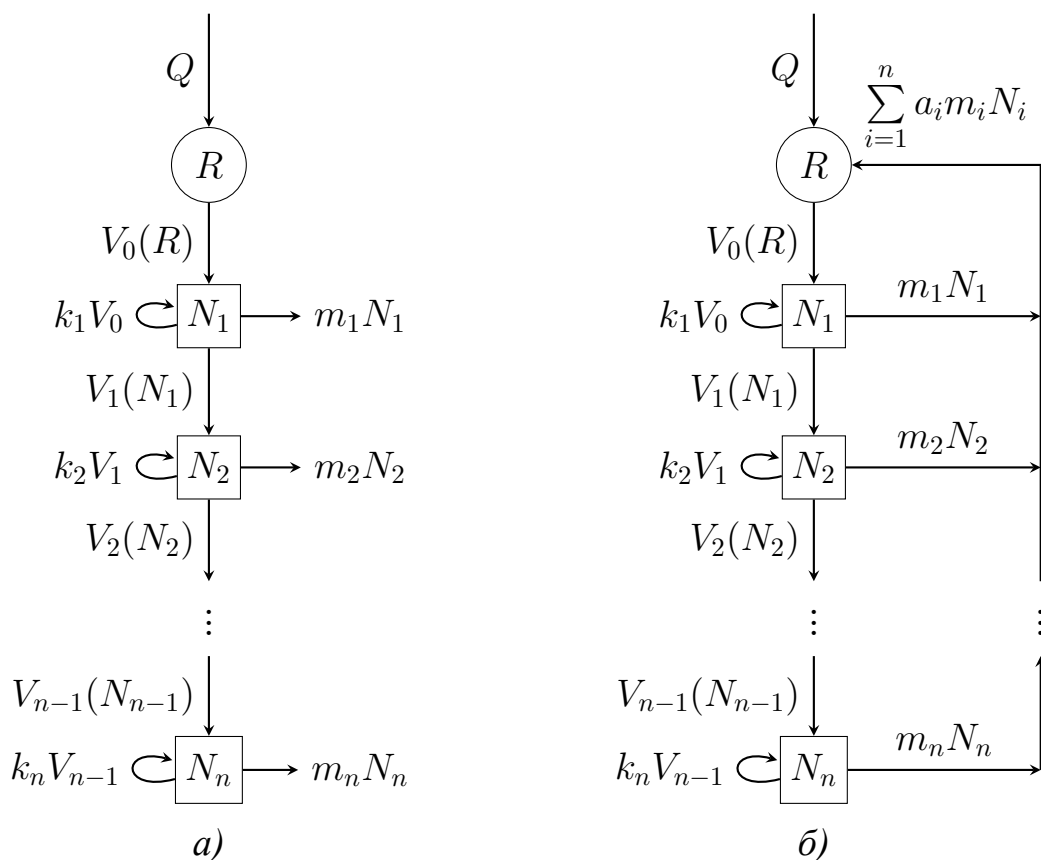 Q
R
V_0(R)
k_1V_0 N_1 m_1N_1
V_1(N_1)
k_2V_1 N_2 m_2N_2
V_2(N_2)
⋮
V_{n-1}(N_{n-1})
k_nV_{n-1} N_n m_nN_n
а)
Q
\sum_{i=1}^{n} a_im_iN_i
R
V_0(R)
k_1V_0 N_1 m_1N_1
V_1(N_1)
k_2V_1 N_2 m_2N_2
V_2(N_2)
⋮ ⋮
V_{n-1}(N_{n-1})
k_nV_{n-1} N_n m_nN_n
б)